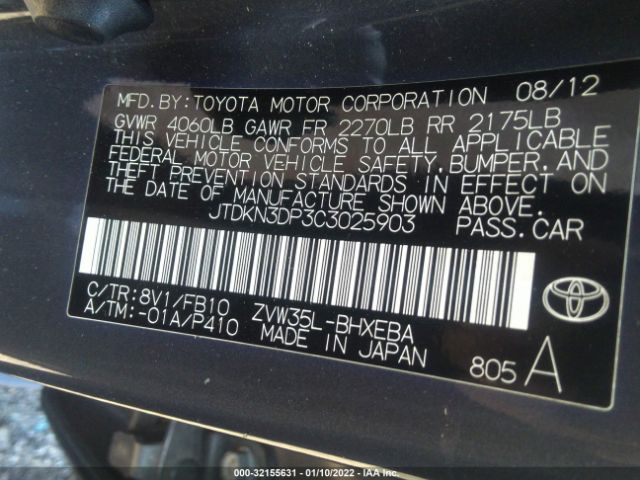 MFD.BY:TOYOTA MOTOR CORPORATION 08/12
GVWR 4060LB GAWR FR 2270LB RR 2175LB
THIS VEHICLE CONFORMS TO ALL APPLICABLE
FEDERAL MOTOR VEHICLE SAFETY,BUMPER,AND
THEFT PREVENTION STANDARDS IN EFFECT ON
THE DATE OF MANUFACTURE SHOWN ABOVE.
JTDKN3DP3C3025903 PASS.CAR
C/TR:8V1/FB10 ZVW35L-BHXEBA
A/TM:-01A/P410 MADE IN JAPAN
805 A
000-32155631 - 01/10/2022 - IAA Inc.